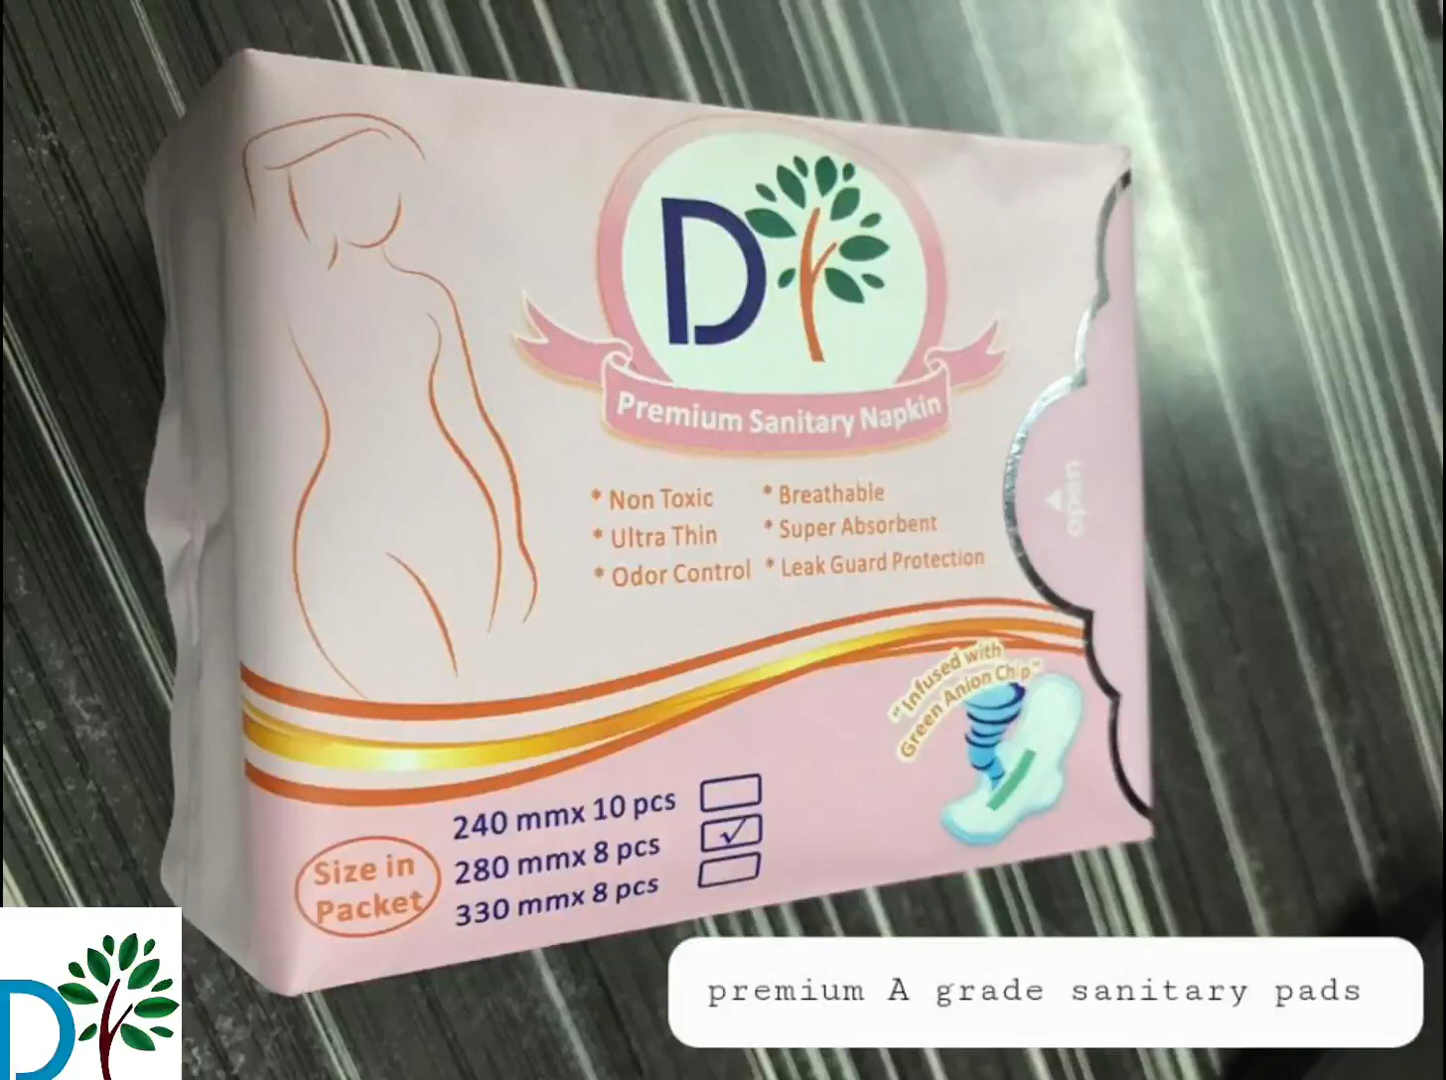 D
Premium Sanitary Napkin
* Non Toxic
* Breathable
* Ultra Thin
* Super Absorbent
* Odor Control
* Leak Guard Protection
open
"Infused with
Green Anion Chip"
Size in
Packet
240 mmx 10 pcs
280 mmx 8 pcs
330 mmx 8 pcs
D
premium A grade sanitary pads